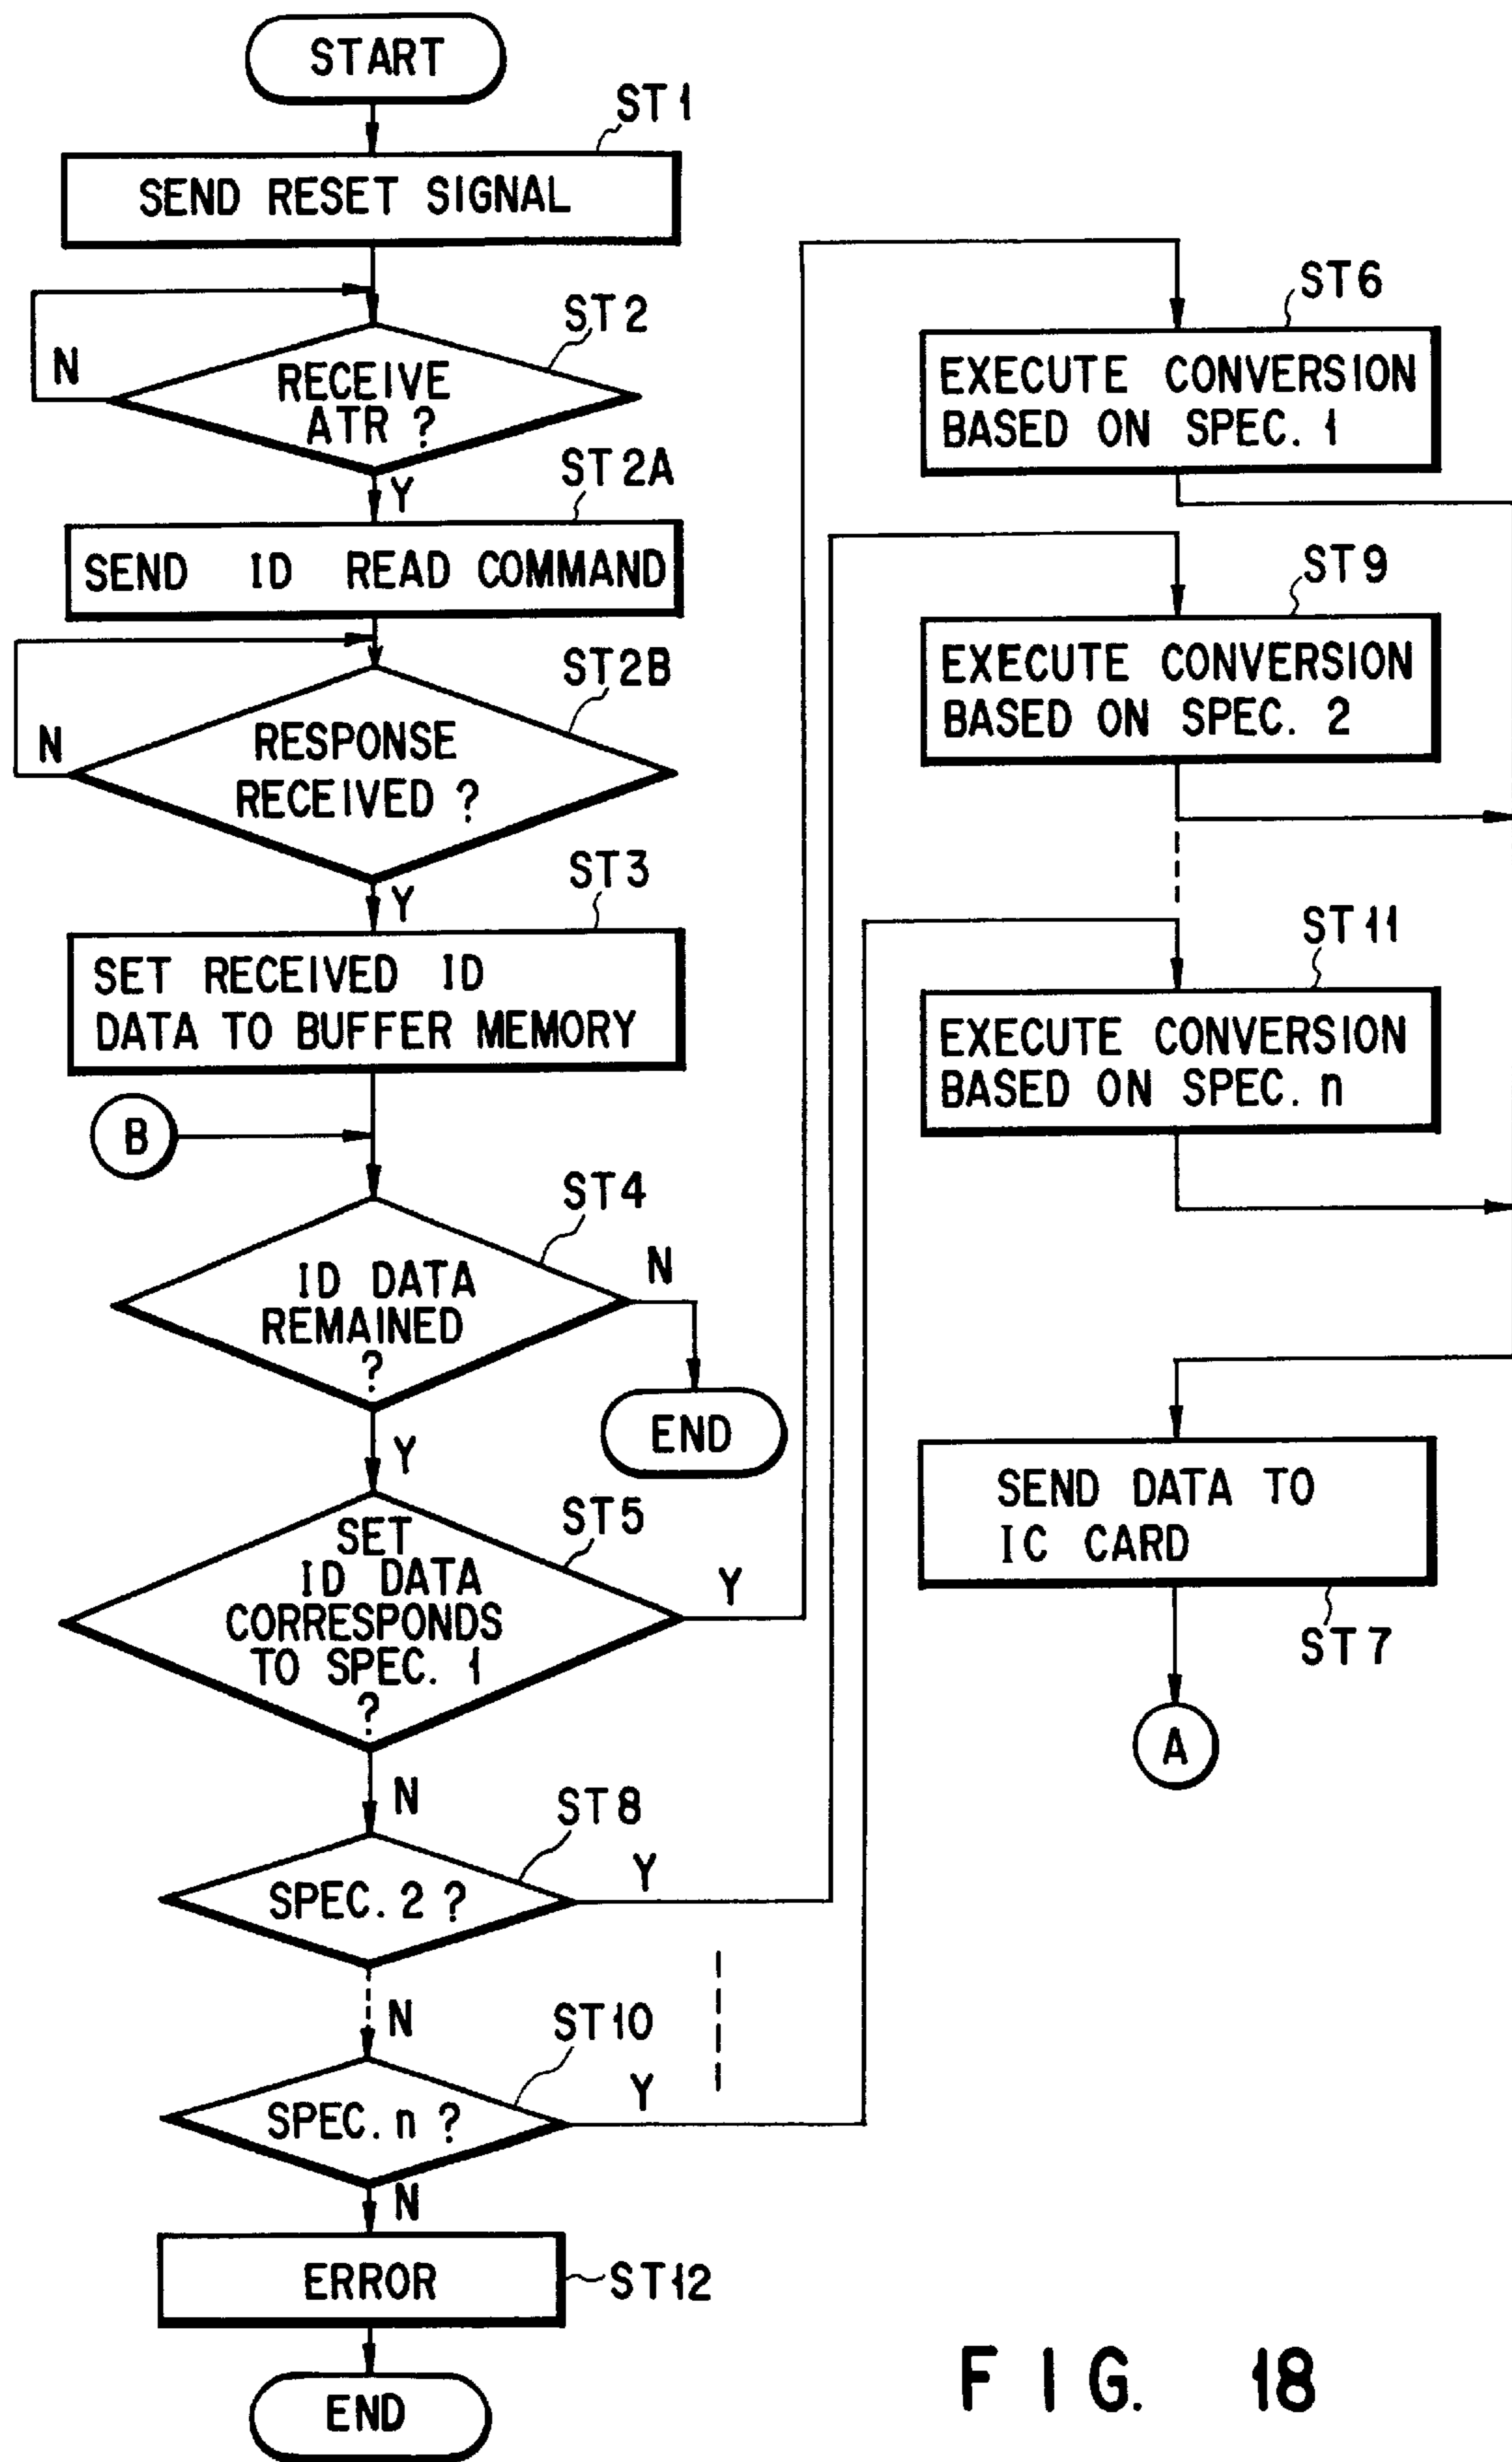 START
ST1
SEND RESET SIGNAL
ST2
N
RECEIVE
ATR ?
Y
ST2A
SEND ID READ COMMAND
ST2B
N
RESPONSE
RECEIVED ?
Y
ST3
SET RECEIVED ID
DATA TO BUFFER MEMORY
B
ST4
ID DATA
REMAINED
?
N
END
Y
ST5
SET
ID DATA
CORRESPONDS
TO SPEC. 1
?
Y
N
ST8
SPEC. 2 ?
Y
N
ST10
SPEC. n ?
Y
N
ERROR
ST12
END
ST6
EXECUTE CONVERSION
BASED ON SPEC. 1
ST9
EXECUTE CONVERSION
BASED ON SPEC. 2
ST11
EXECUTE CONVERSION
BASED ON SPEC. n
SEND DATA TO
IC CARD
ST7
A
FIG. 18